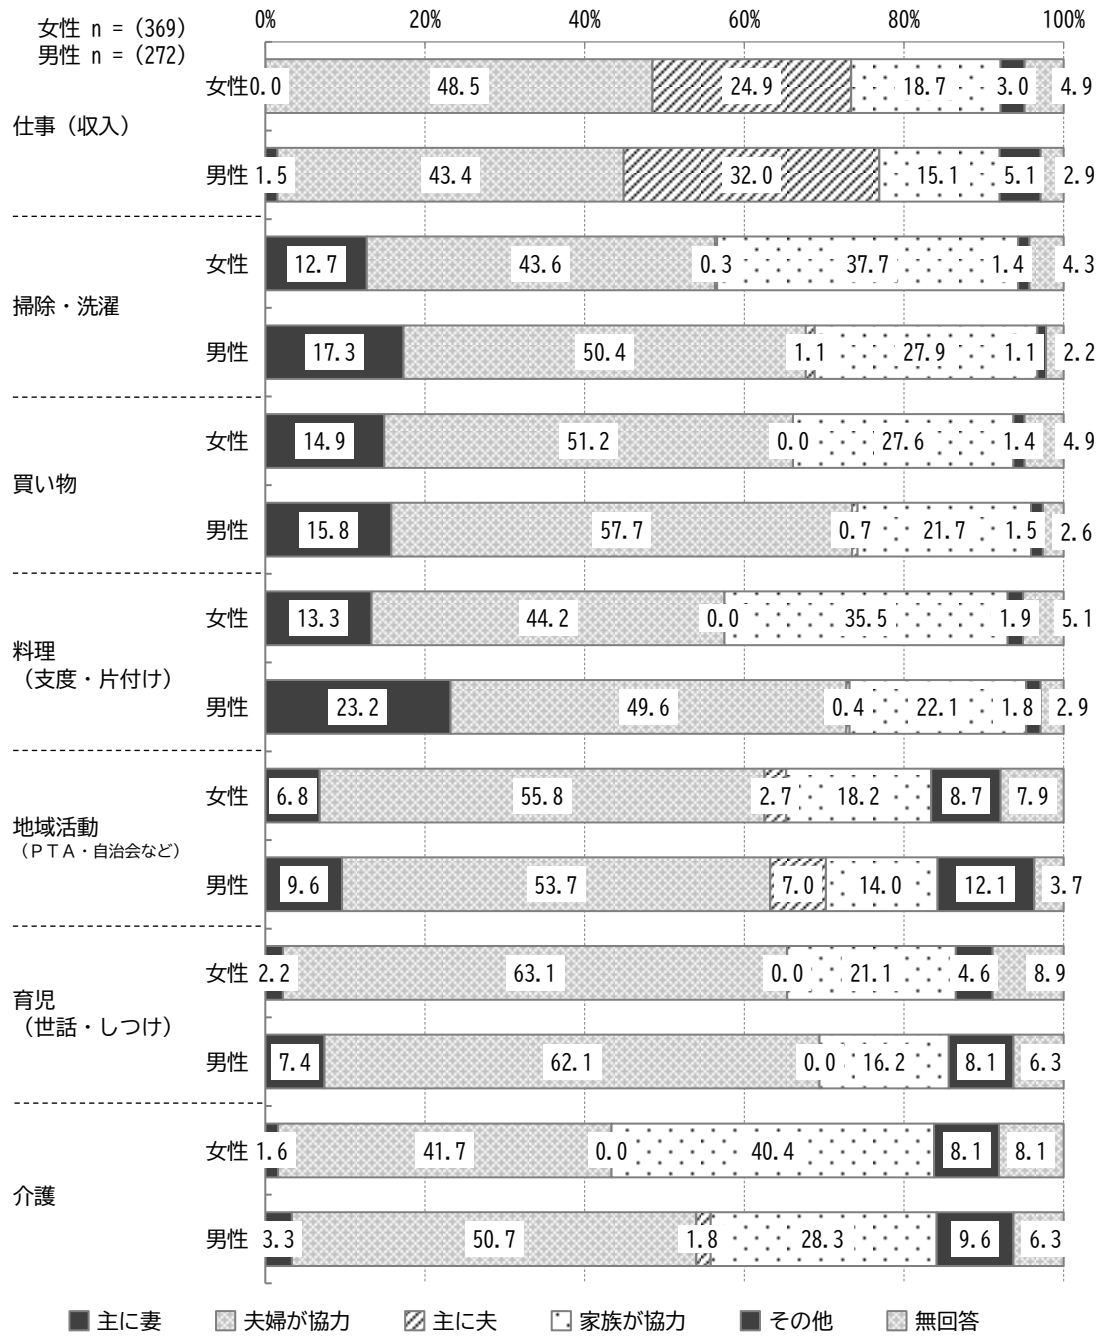 女性 n =（369）
男性 n =（272）
0% 20% 40% 60% 80% 100%
仕事（収入）
女性 0.0 48.5 24.9 18.7 3.0 4.9
男性 1.5 43.4 32.0 15.1 5.1 2.9
掃除・洗濯
女性 12.7 43.6 0.3 37.7 1.4 4.3
男性 17.3 50.4 1.1 27.9 1.1 2.2
買い物
女性 14.9 51.2 0.0 27.6 1.4 4.9
男性 15.8 57.7 0.7 21.7 1.5 2.6
料理
（支度・片付け）
女性 13.3 44.2 0.0 35.5 1.9 5.1
男性 23.2 49.6 0.4 22.1 1.8 2.9
地域活動
（ＰＴＡ・自治会など）
女性 6.8 55.8 2.7 18.2 8.7 7.9
男性 9.6 53.7 7.0 14.0 12.1 3.7
育児
（世話・しつけ）
女性 2.2 63.1 0.0 21.1 4.6 8.9
男性 7.4 62.1 0.0 16.2 8.1 6.3
介護
女性 1.6 41.7 0.0 40.4 8.1 8.1
男性 3.3 50.7 1.8 28.3 9.6 6.3
主に妻 夫婦が協力 主に夫 家族が協力 その他 無回答